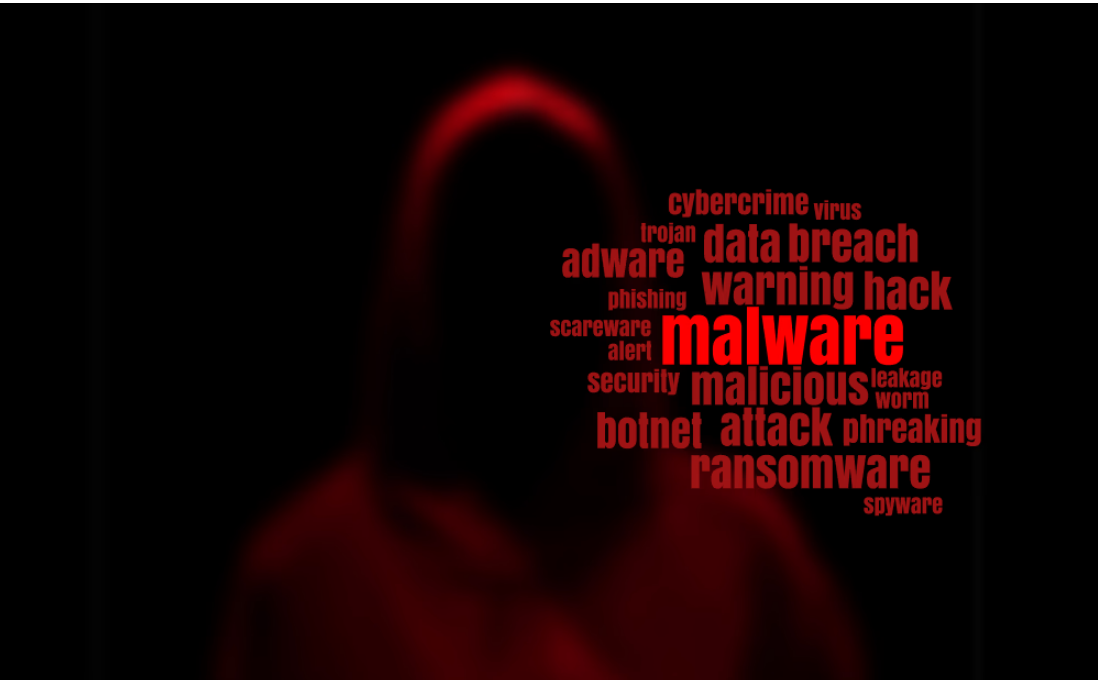 cybercrime virus
trojan data breach
adware
phishing warning hack
scareware malware
alert
security malicious leakage
worm
botnet attack phreaking
ransomware
spyware